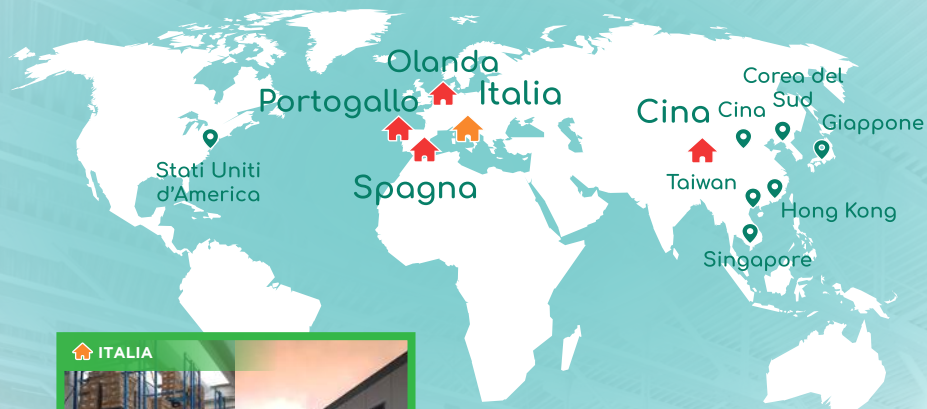 Olanda
Italia
Portogallo
Spagna
Stati Uniti
d'America
Cina
Cina
Corea del
Sud
Giappone
Taiwan
Hong Kong
Singapore
ITALIA